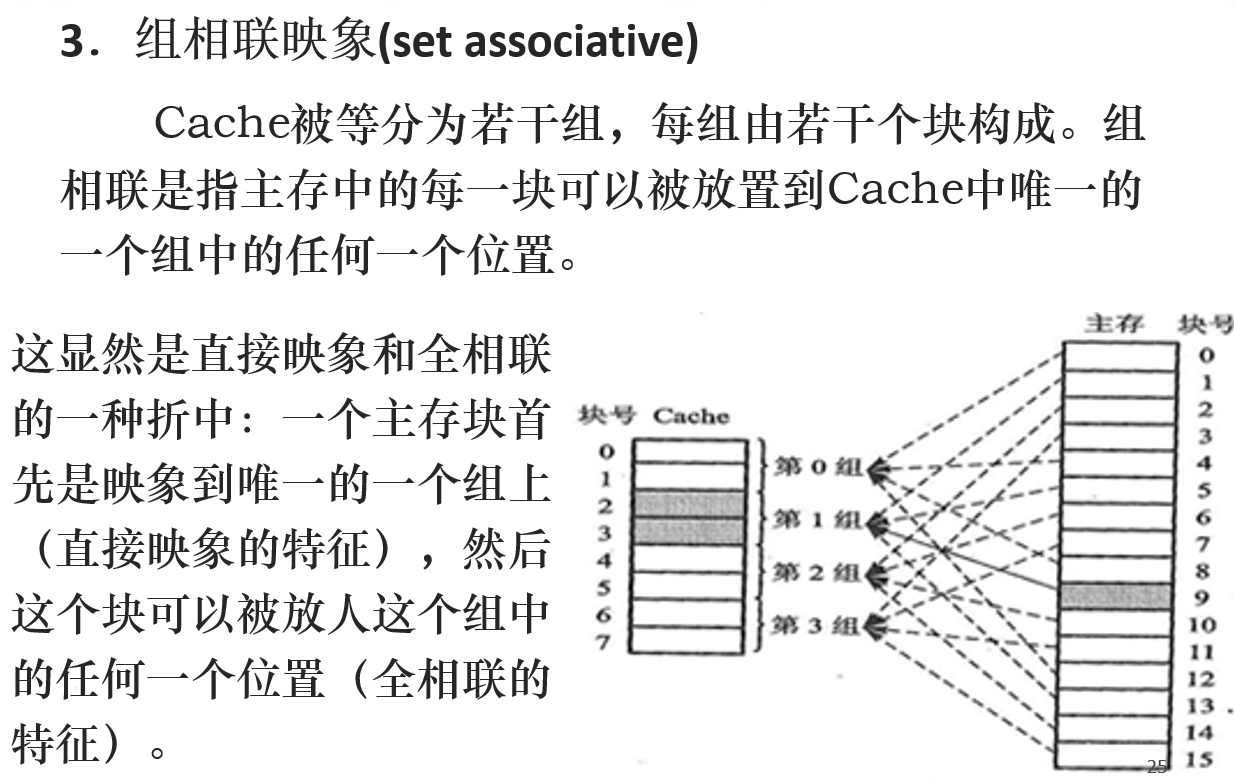 3. 组相联映象(set associative)
Cache被等分为若干组，每组由若干个块构成。组
相联是指主存中的每一块可以被放置到Cache中唯一的
一个组中的任何一个位置。
这显然是直接映象和全相联
的一种折中：一个主存块首
先是映象到唯一的一个组上
（直接映象的特征），然后
这个块可以被放人这个组中
的任何一个位置（全相联的
特征）。
块号 Cache
0
1
2
3
4
5
6
7
第 0 组
第 1 组
第 2 组
第 3 组
主存 块号
0
1
2
3
4
5
6
7
8
9
10
11
12
13
14
15
25